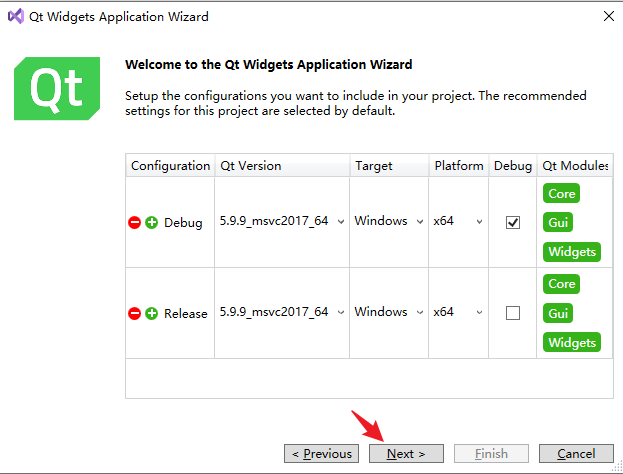 Qt Widgets Application Wizard
Qt
Welcome to the Qt Widgets Application Wizard
Setup the configurations you want to include in your project. The recommended
settings for this project are selected by default.
Configuration Qt Version Target Platform Debug Qt Modules
Core
Debug 5.9.9_msvc2017_64 Windows x64 Gui
Widgets
Core
Release 5.9.9_msvc2017_64 Windows x64 Gui
Widgets
< Previous Next > Finish Cancel